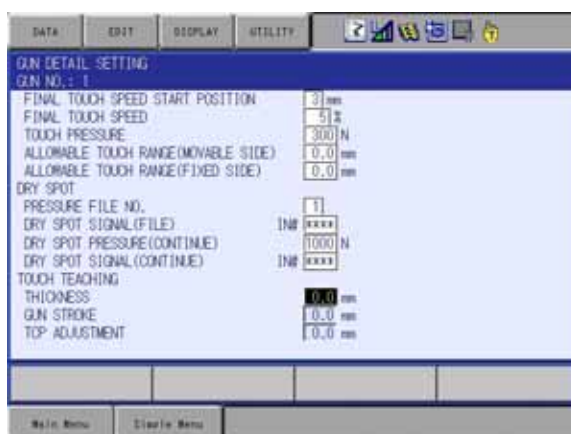 DATA EDIT DISPLAY UTILITY
GUN DETAIL SETTING
GUN NO.: 1
FINAL TOUCH SPEED START POSITION 3 mm
FINAL TOUCH SPEED 5 %
TOUCH PRESSURE 300 N
ALLOWABLE TOUCH RANGE(MOVABLE SIDE) 0.0 mm
ALLOWABLE TOUCH RANGE(FIXED SIDE) 0.0 mm
DRY SPOT
PRESSURE FILE NO. 1
DRY SPOT SIGNAL(FILE) IN# ****
DRY SPOT PRESSURE(CONTINUE) 1000 N
DRY SPOT SIGNAL(CONTINUE) IN# ****
TOUCH TEACHING
THICKNESS 0.0 mm
GUN STROKE 0.0 mm
TCP ADJUSTMENT 0.0 mm
Main Menu Simple Menu